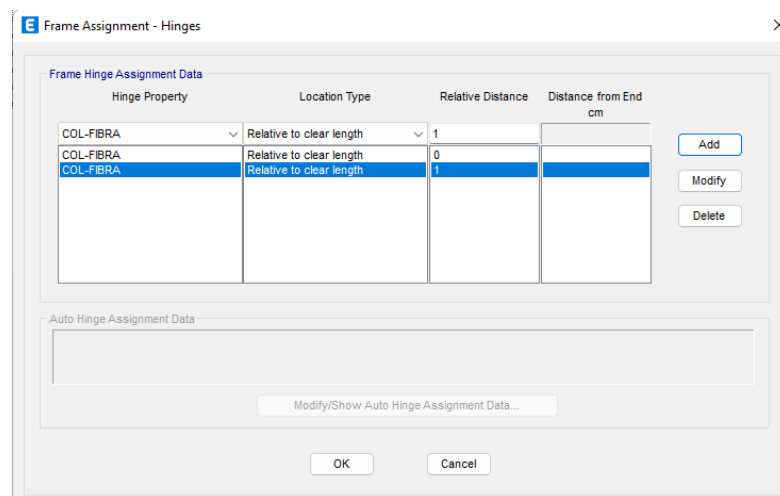 E Frame Assignment - Hinges
Frame Hinge Assignment Data
Hinge Property Location Type Relative Distance Distance from End
cm
COL-FIBRA Relative to clear length 1
COL-FIBRA Relative to clear length 0
COL-FIBRA Relative to clear length 1
Add
Modify
Delete
Auto Hinge Assignment Data
Modify/Show Auto Hinge Assignment Data...
OK Cancel